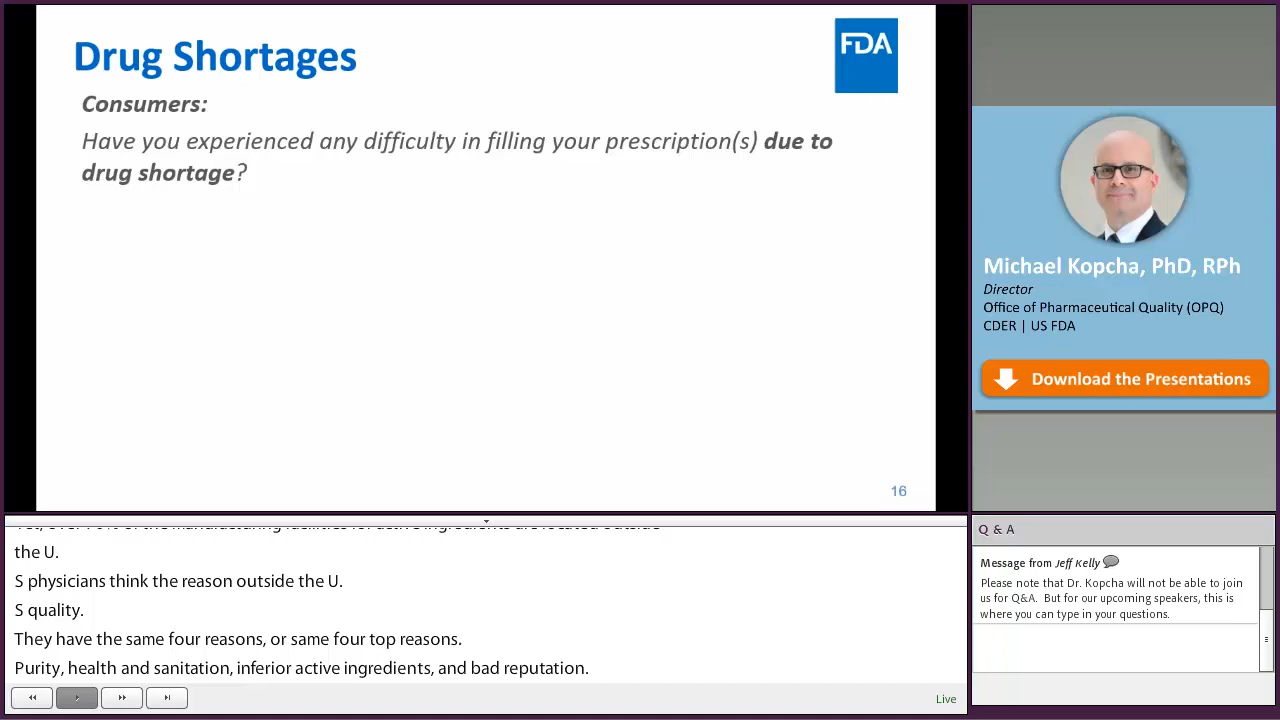 Drug Shortages
FDA
Consumers:
Have you experienced any difficulty in filling your prescription(s) due to
drug shortage?
16
Michael Kopcha, PhD, RPh
Director
Office of Pharmaceutical Quality (OPQ)
CDER | US FDA
Download the Presentations
the U.
S physicians think the reason outside the U.
S quality.
They have the same four reasons, or same four top reasons.
Purity, health and sanitation, inferior active ingredients, and bad reputation.
Live
Q & A
Message from Jeff Kelly
Please note that Dr. Kopcha will not be able to join
us for Q&A.  But for our upcoming speakers, this is
where you can type in your questions.